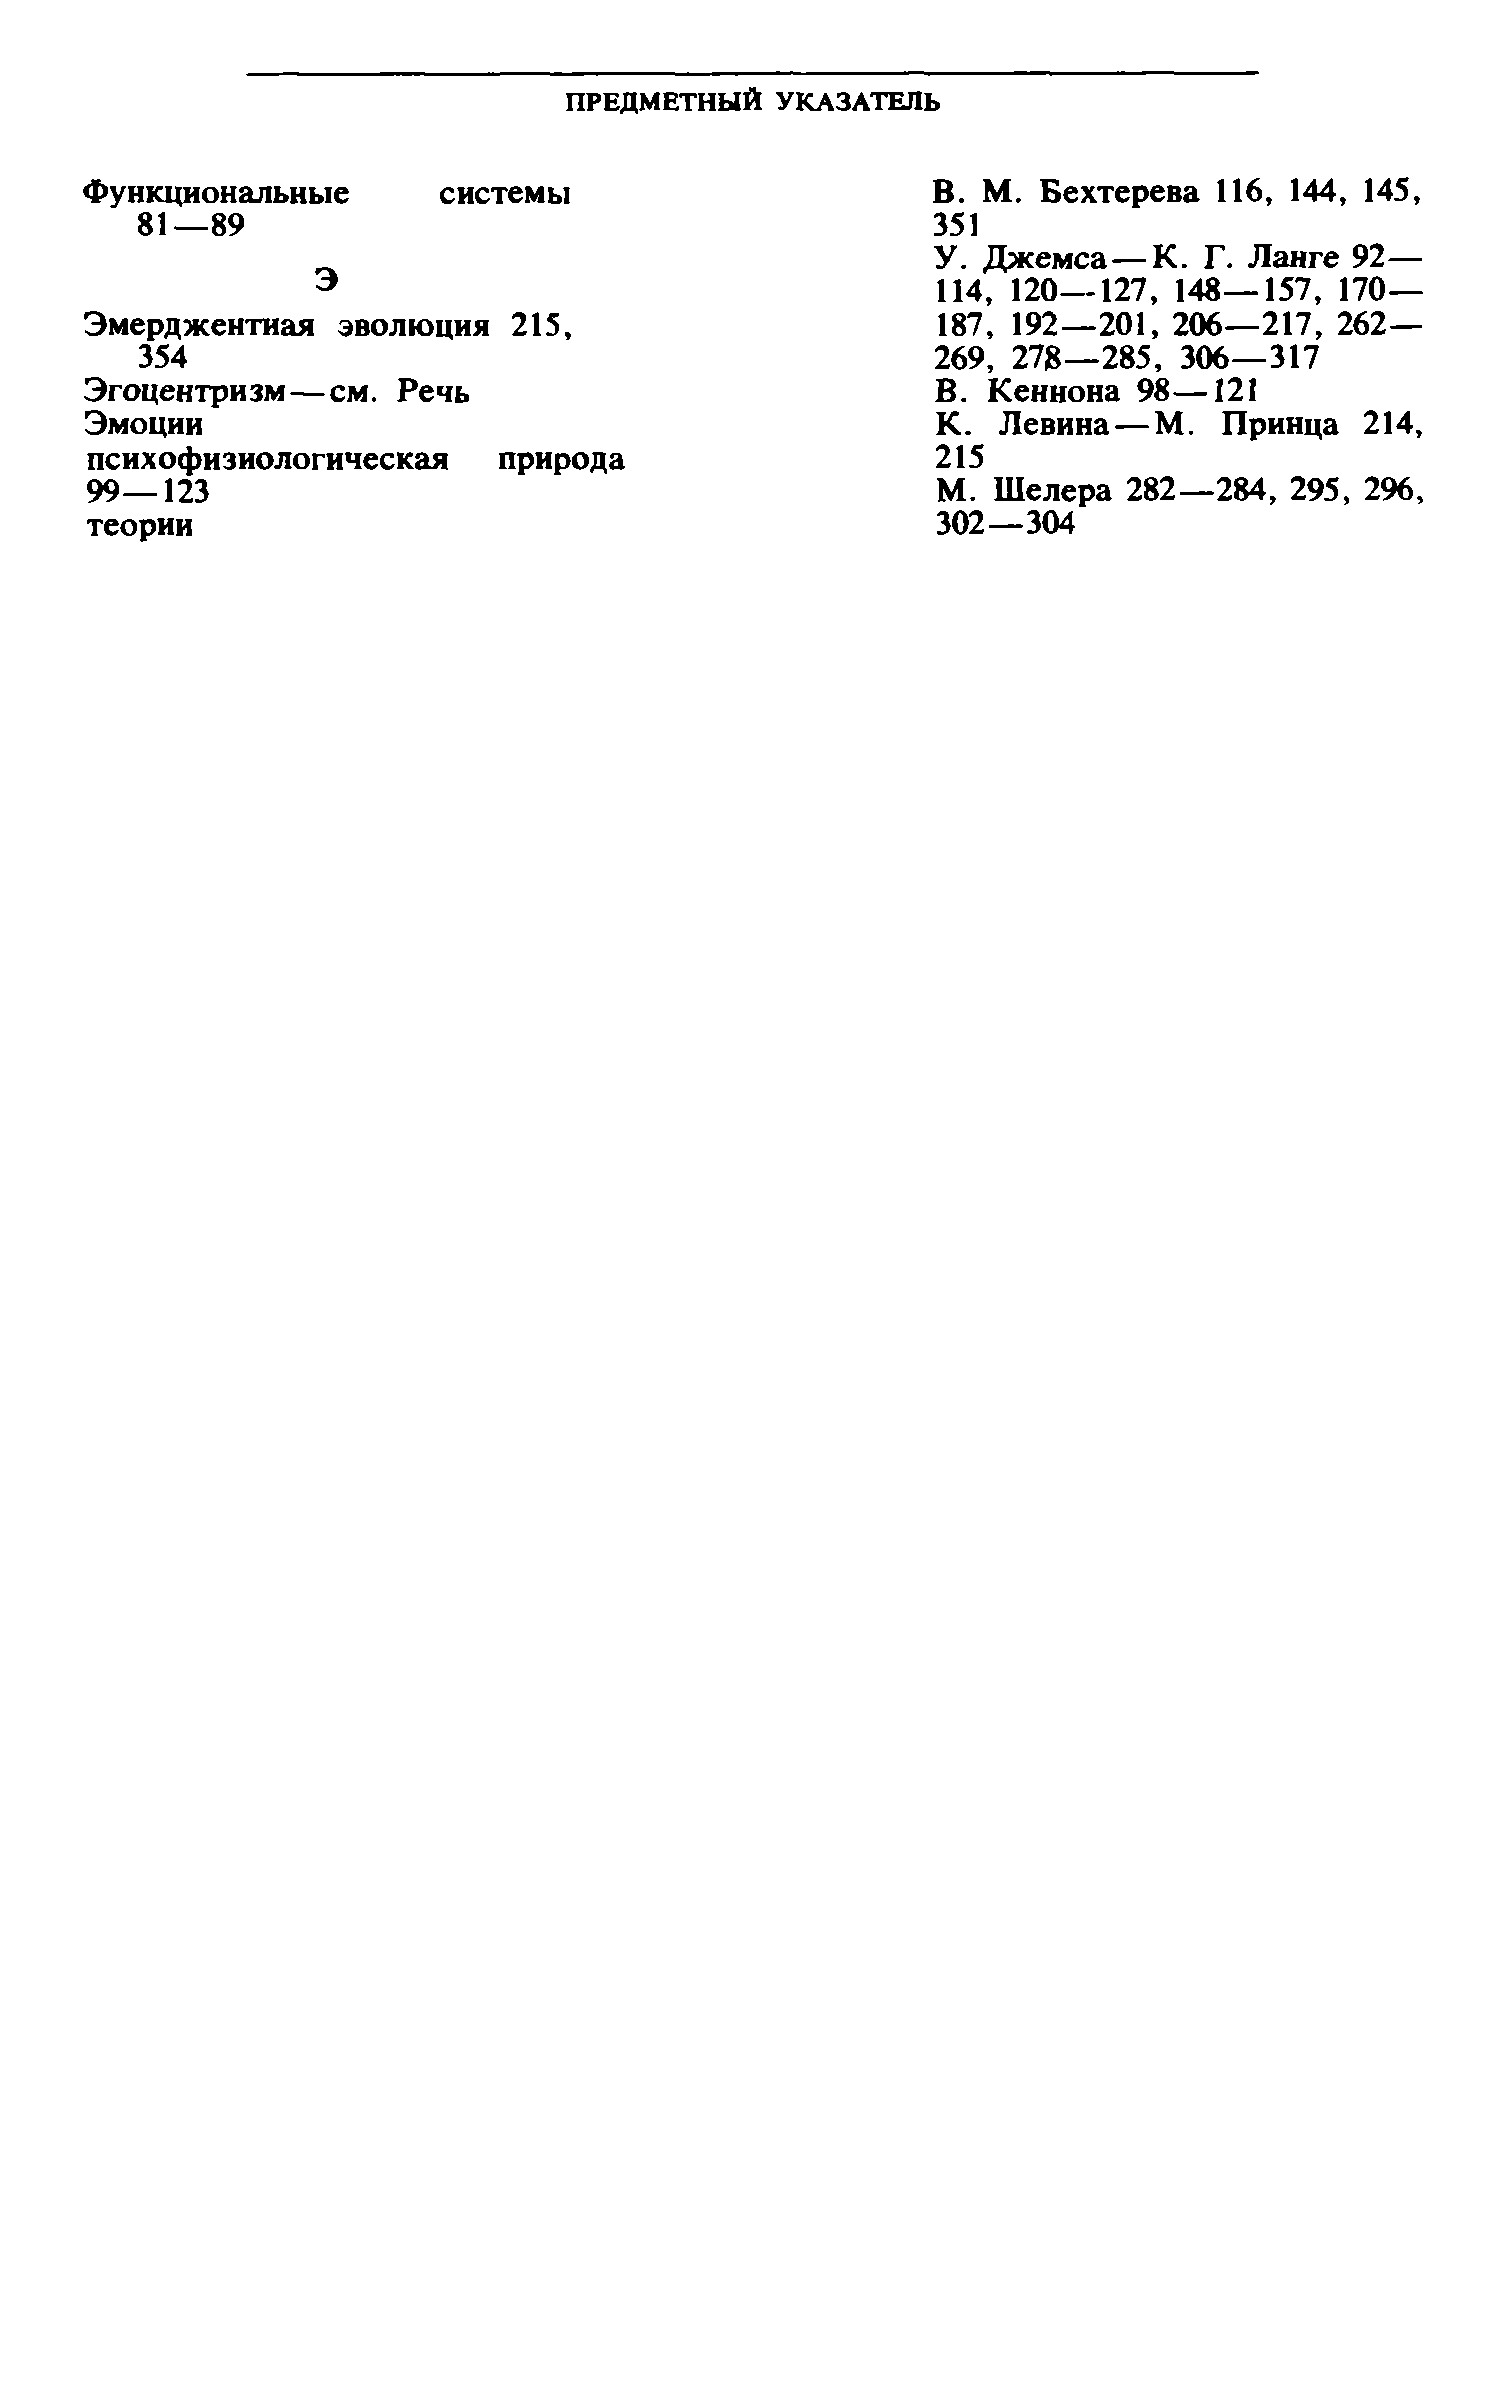 ПРЕДМЕТНЫЙ УКАЗАТЕЛЬ
Функциональные системы
81—89
Э
Эмерджентная эволюция 215,
354
Эгоцентризм—см. Речь
Эмоции
психофизиологическая природа
99—123
теории
В. М. Бехтерева 116, 144, 145,
351
У. Джемса—К. Г. Ланге 92—
114, 120—127, 148—157, 170—
187, 192—201, 206—217, 262—
269, 278—285, 306—317
В. Кеннона 98—121
К. Левина—М. Принца 214,
215
М. Шелера 282—284, 295, 296,
302—304